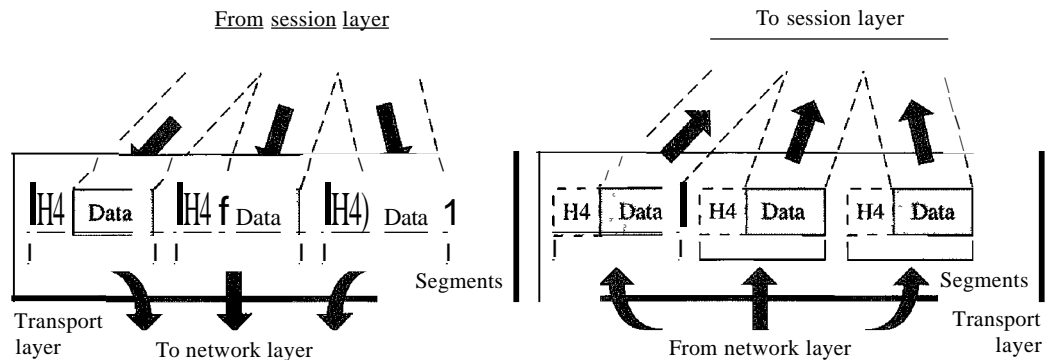 From session layer
H4 Data H4 f Data H4) Data 1
Segments
Transport
layer
To network layer
To session layer
H4 Data H4 Data H4 Data
Segments
From network layer
Transport
layer